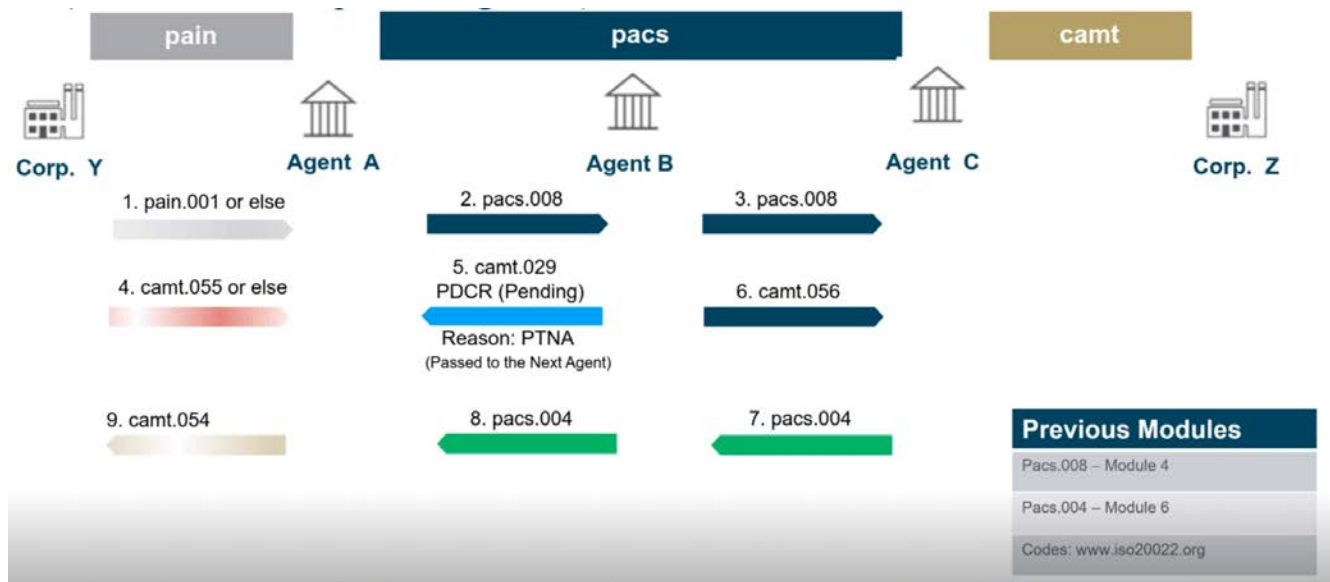 pain
pacs
camt
Corp. Y
Agent A
Agent B
Agent C
Corp. Z
1. pain.001 or else
2. pacs.008
3. pacs.008
4. camt.055 or else
5. camt.029
PDCR (Pending)
Reason: PTNA
(Passed to the Next Agent)
6. camt.056
9. camt.054
8. pacs.004
7. pacs.004
Previous Modules
Pacs.008 – Module 4
Pacs.004 – Module 6
Codes: www.iso20022.org